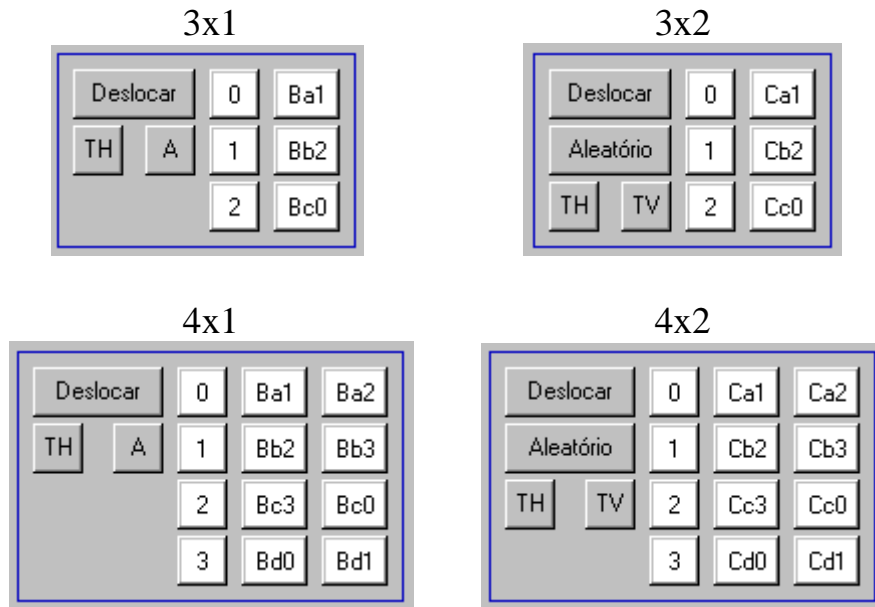 3x1
Deslocar 0 Ba1
TH A 1 Bb2
2 Bc0
3x2
Deslocar 0 Ca1
Aleatório 1 Cb2
TH TV 2 Cc0
4x1
Deslocar 0 Ba1 Ba2
TH A 1 Bb2 Bb3
2 Bc3 Bc0
3 Bd0 Bd1
4x2
Deslocar 0 Ca1 Ca2
Aleatório 1 Cb2 Cb3
TH TV 2 Cc3 Cc0
3 Cd0 Cd1